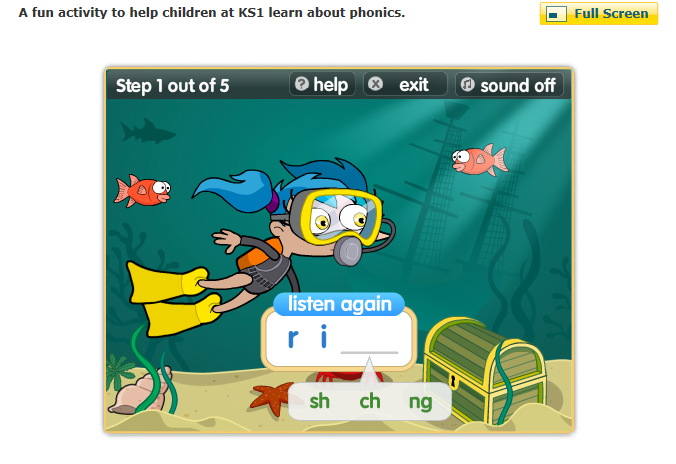 A fun activity to help children at KS1 learn about phonics.
Full Screen
Step 1 out of 5
help
exit
sound off
listen again
r i ___
sh ch ng